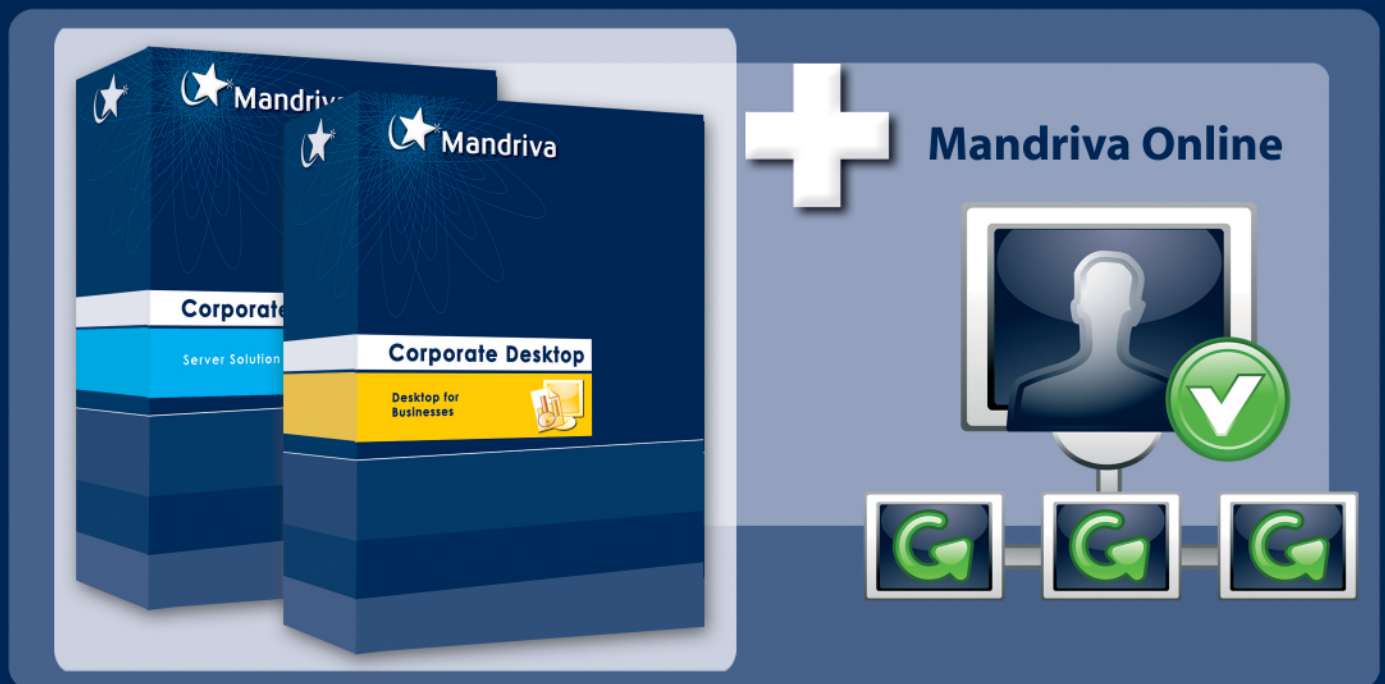 Mandriva
Corporate
Server Solution
Mandriva
Corporate Desktop
Desktop for
Businesses
Mandriva Online